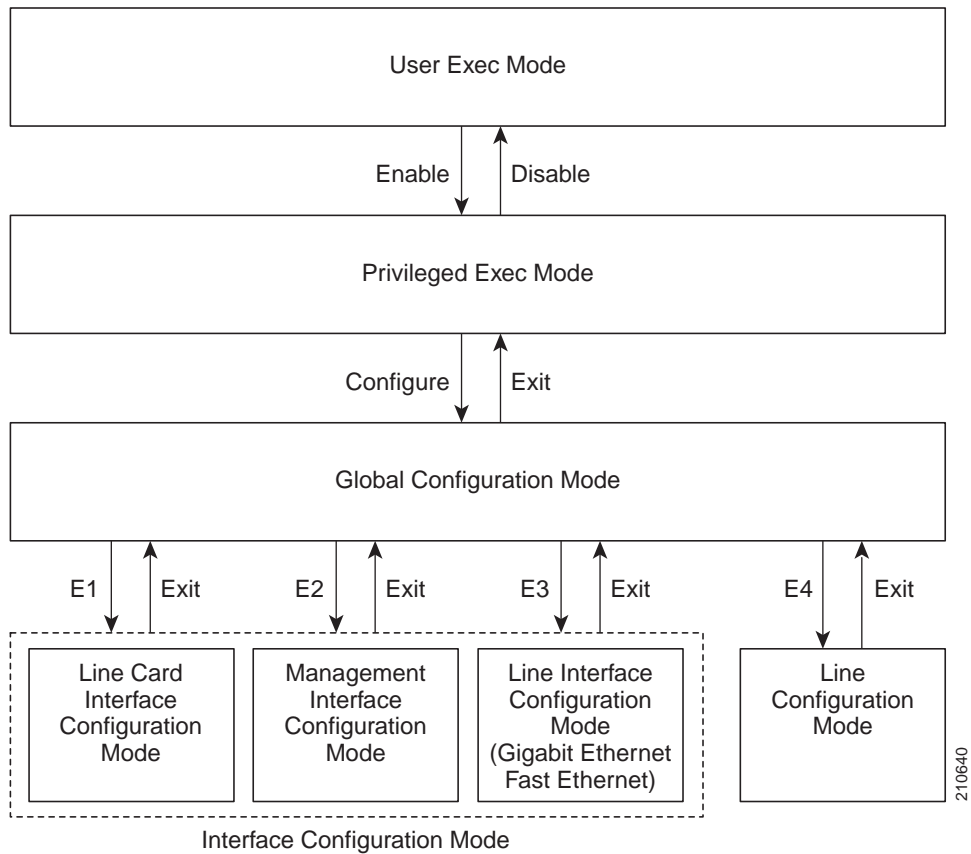 User Exec Mode
Enable
Disable
Privileged Exec Mode
Configure
Exit
Global Configuration Mode
E1
Exit
E2
Exit
E3
Exit
E4
Exit
Line Card
Interface
Configuration
Mode
Management
Interface
Configuration
Mode
Line Interface
Configuration
Mode
(Gigabit Ethernet
Fast Ethernet)
Line
Configuration
Mode
210640
Interface Configuration Mode